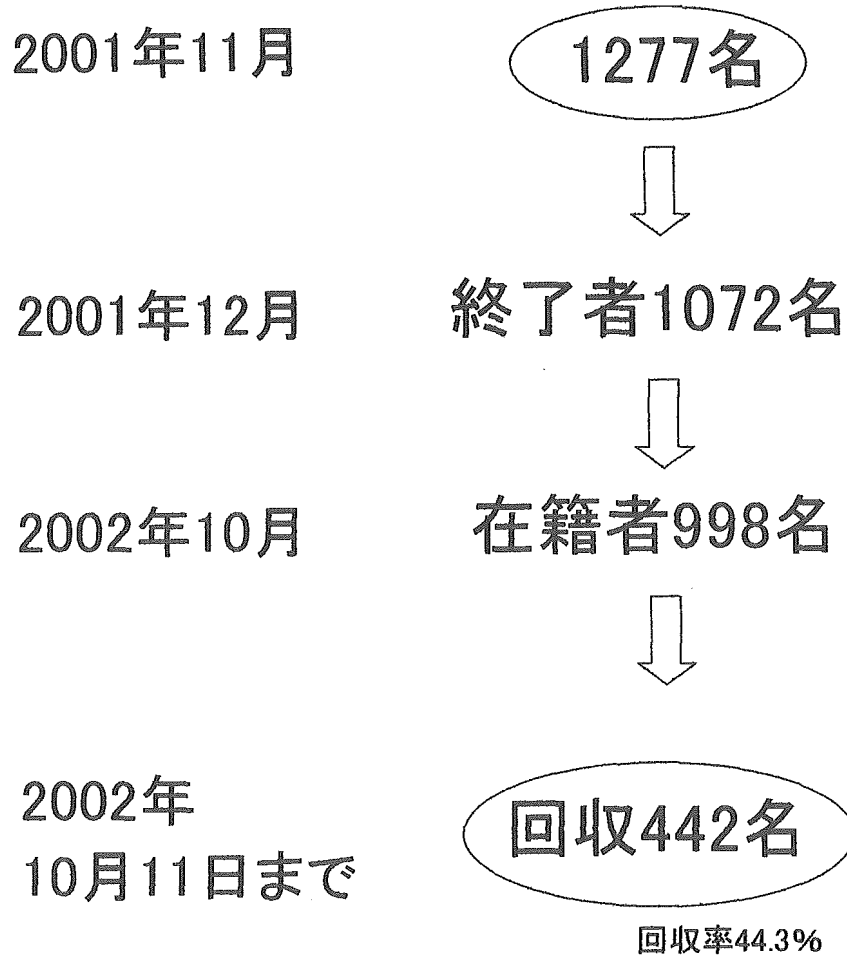 2001年11月
1277名
2001年12月
終了者1072名
2002年10月
在籍者998名
2002年
10月11日まで
回収442名
回収率44.3%